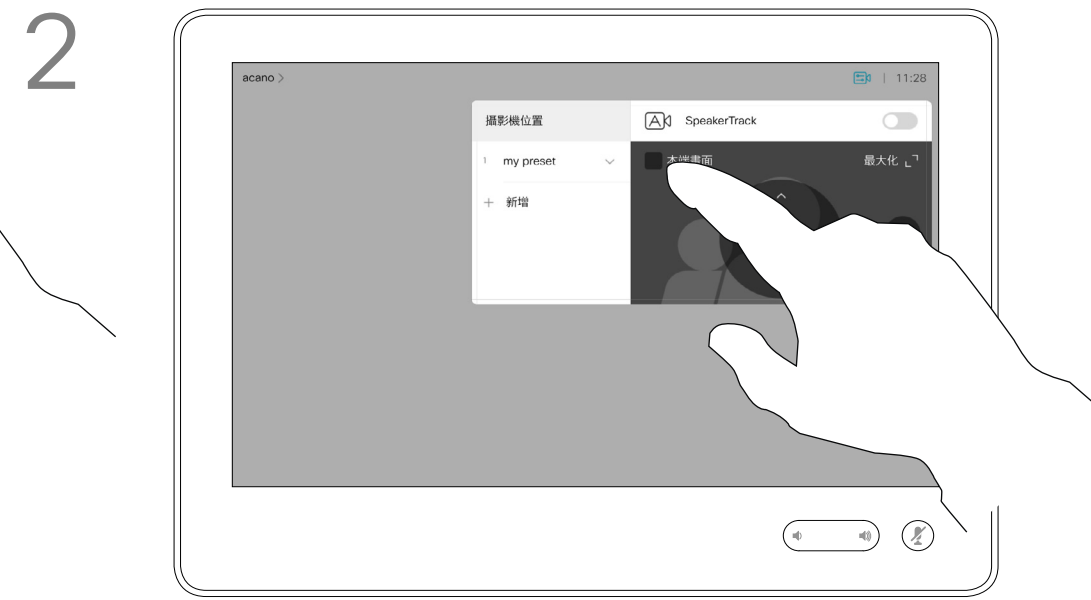 2
acano >
11:28
攝影機位置
SpeakerTrack
1 my preset
本端畫面
最大化
+ 新增